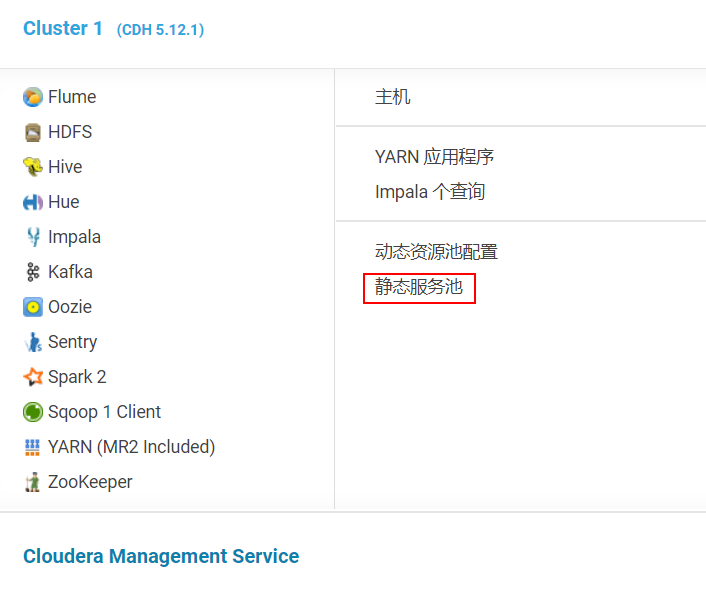 Cluster 1 (CDH 5.12.1)
Flume
HDFS
Hive
Hue
Impala
Kafka
Oozie
Sentry
Spark 2
Sqoop 1 Client
YARN (MR2 Included)
ZooKeeper
主机
YARN 应用程序
Impala 个查询
动态资源池配置
静态服务池
Cloudera Management Service